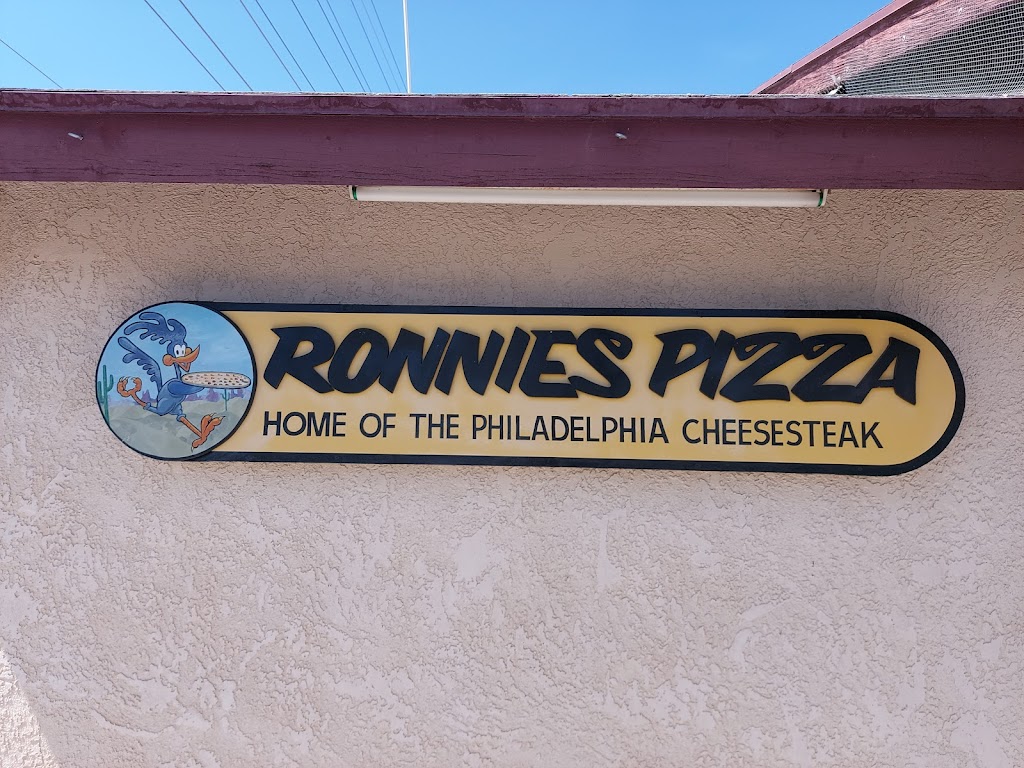 RONNIES PIZZA
HOME OF THE PHILADELPHIA CHEESESTEAK